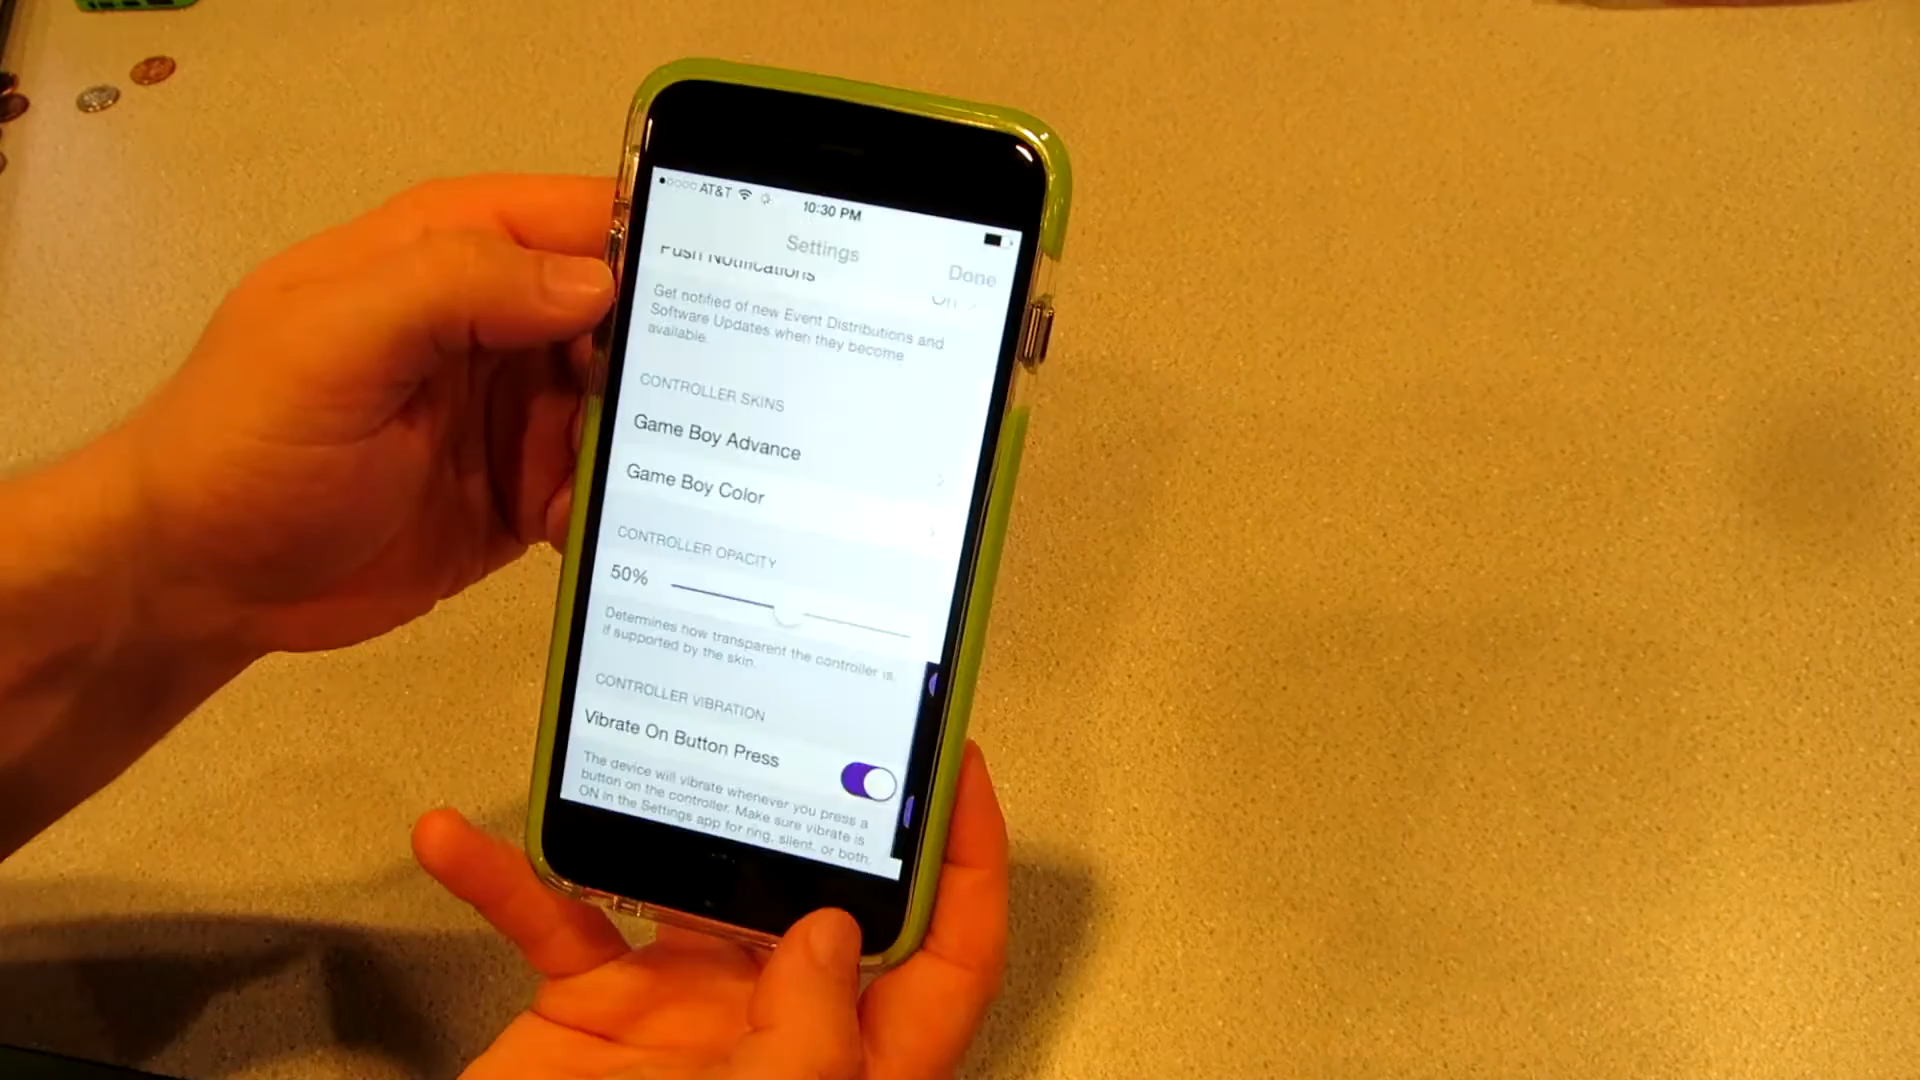 AT&T
10:30 PM
Settings
Done
Push Notifications
On
Get notified of new Event Distributions and
Software Updates when they become
available.
CONTROLLER SKINS
Game Boy Advance
Game Boy Color
CONTROLLER OPACITY
50%
Determines how transparent the controller is,
if supported by the skin.
CONTROLLER VIBRATION
Vibrate On Button Press
The device will vibrate whenever you press a
button on the controller. Make sure vibrate is
ON in the Settings app for ring, silent, or both.